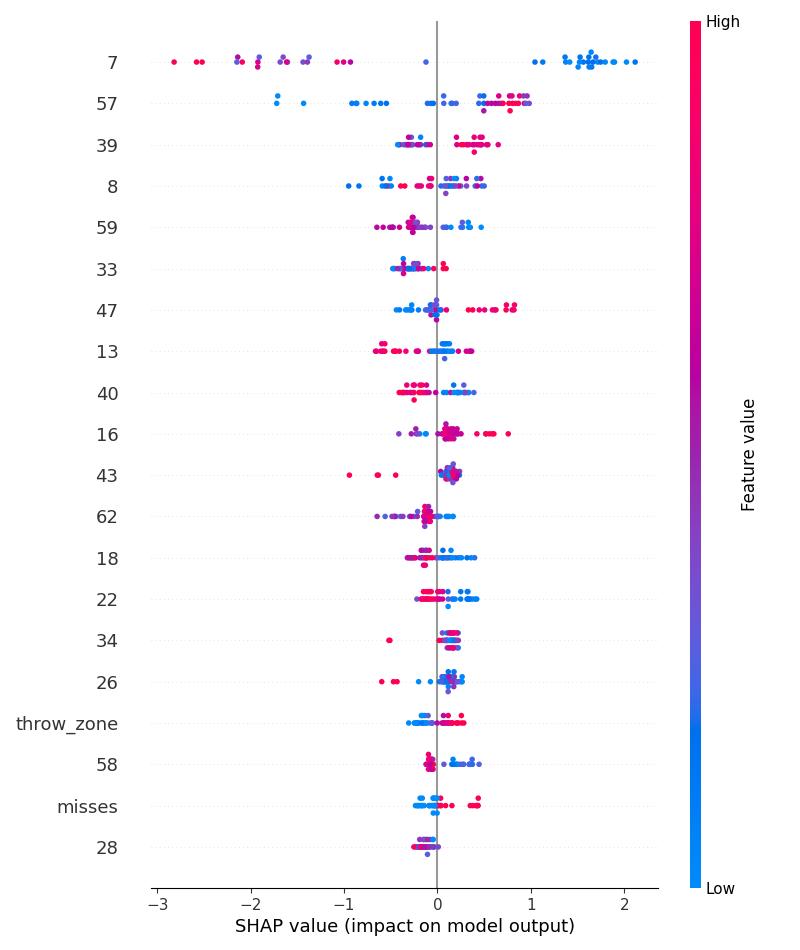 High
7
57
39
8
59
33
47
13
40
16
43
62
18
22
34
26
throw_zone
58
misses
28
Feature value
Low
−3 −2 −1 0 1 2
SHAP value (impact on model output)